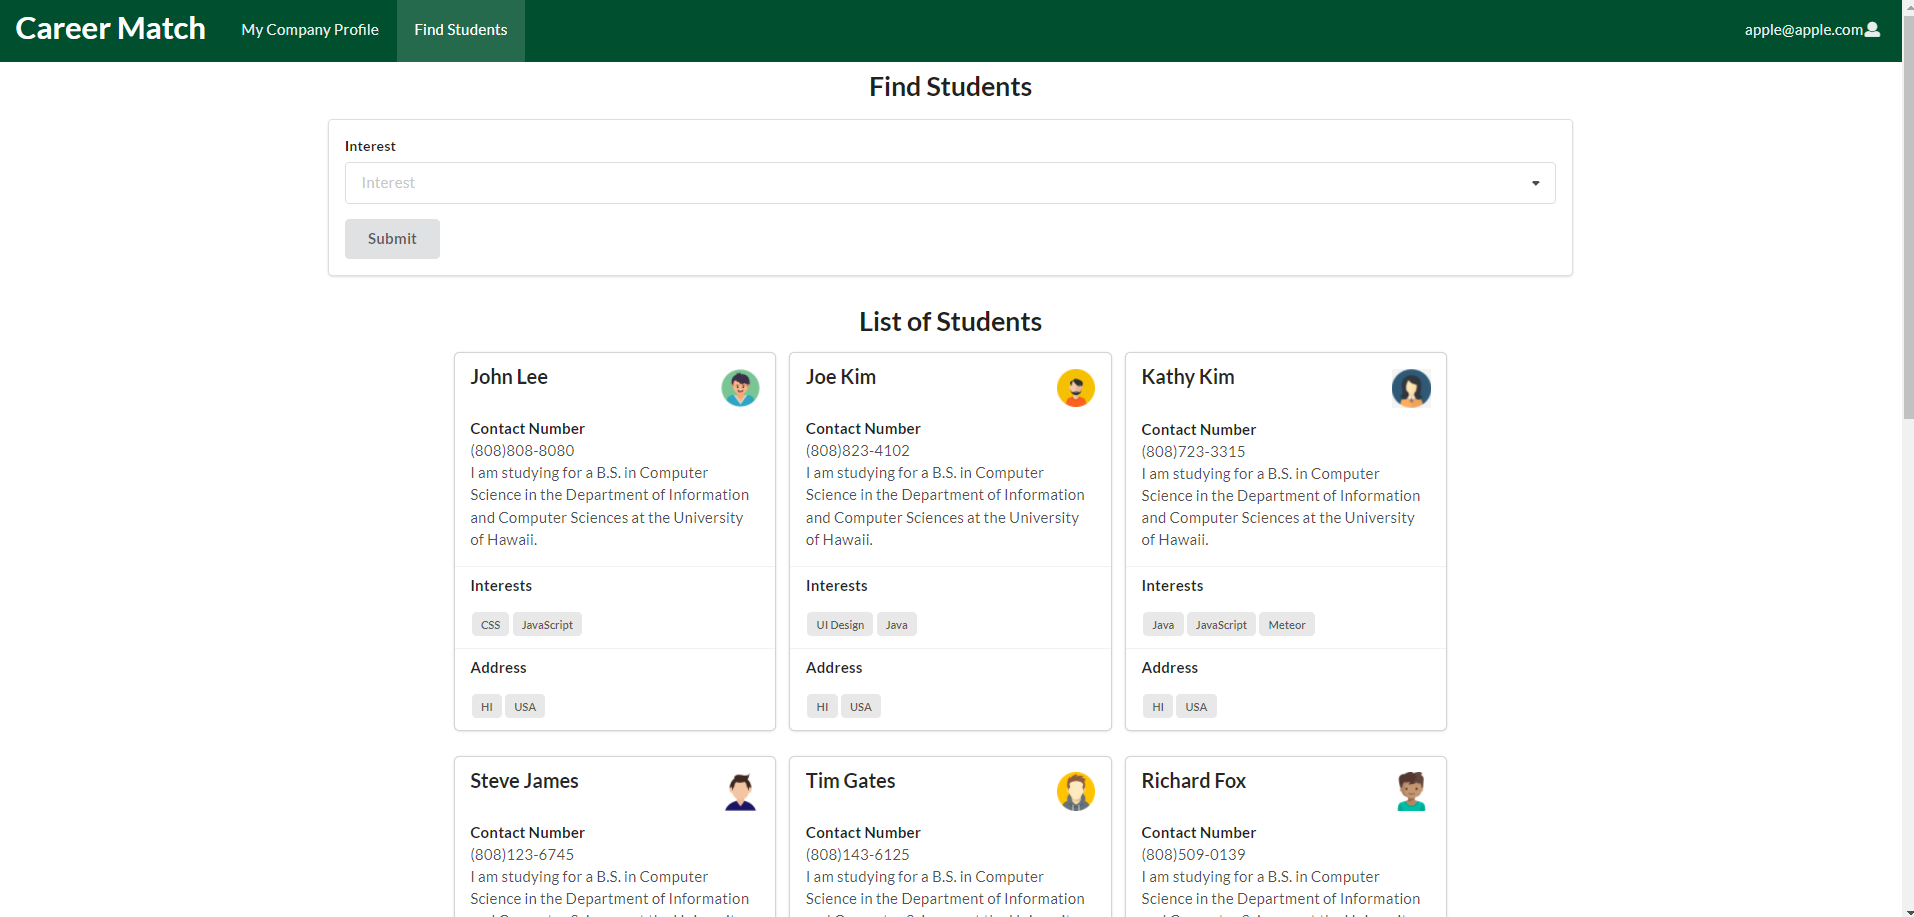 Career Match
My Company Profile
Find Students
apple@apple.com
Find Students
Interest
Interest
Submit
List of Students
John Lee
Contact Number
(808)808-8080
I am studying for a B.S. in Computer
Science in the Department of Information
and Computer Sciences at the University
of Hawaii.
Interests
CSS JavaScript
Address
HI USA
Joe Kim
Contact Number
(808)823-4102
I am studying for a B.S. in Computer
Science in the Department of Information
and Computer Sciences at the University
of Hawaii.
Interests
UI Design Java
Address
HI USA
Kathy Kim
Contact Number
(808)723-3315
I am studying for a B.S. in Computer
Science in the Department of Information
and Computer Sciences at the University
of Hawaii.
Interests
Java JavaScript Meteor
Address
HI USA
Steve James
Contact Number
(808)123-6745
I am studying for a B.S. in Computer
Science in the Department of Information
Tim Gates
Contact Number
(808)143-6125
I am studying for a B.S. in Computer
Science in the Department of Information
Richard Fox
Contact Number
(808)509-0139
I am studying for a B.S. in Computer
Science in the Department of Information